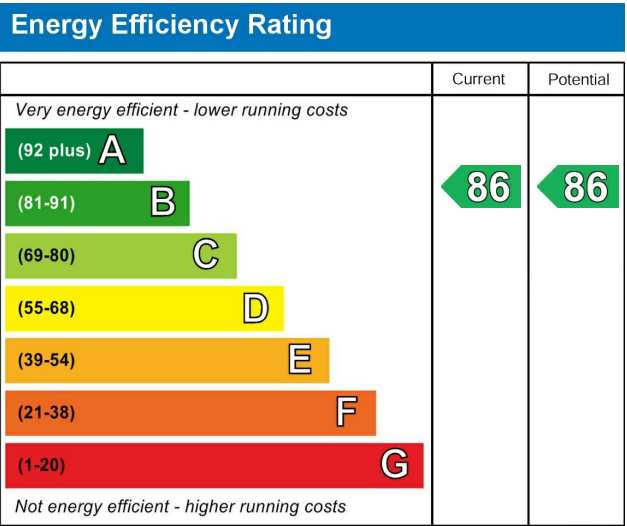 Energy Efficiency Rating
Current Potential
Very energy efficient - lower running costs
(92 plus) A
(81-91) B
86 86
(69-80) C
(55-68) D
(39-54) E
(21-38) F
(1-20) G
Not energy efficient - higher running costs